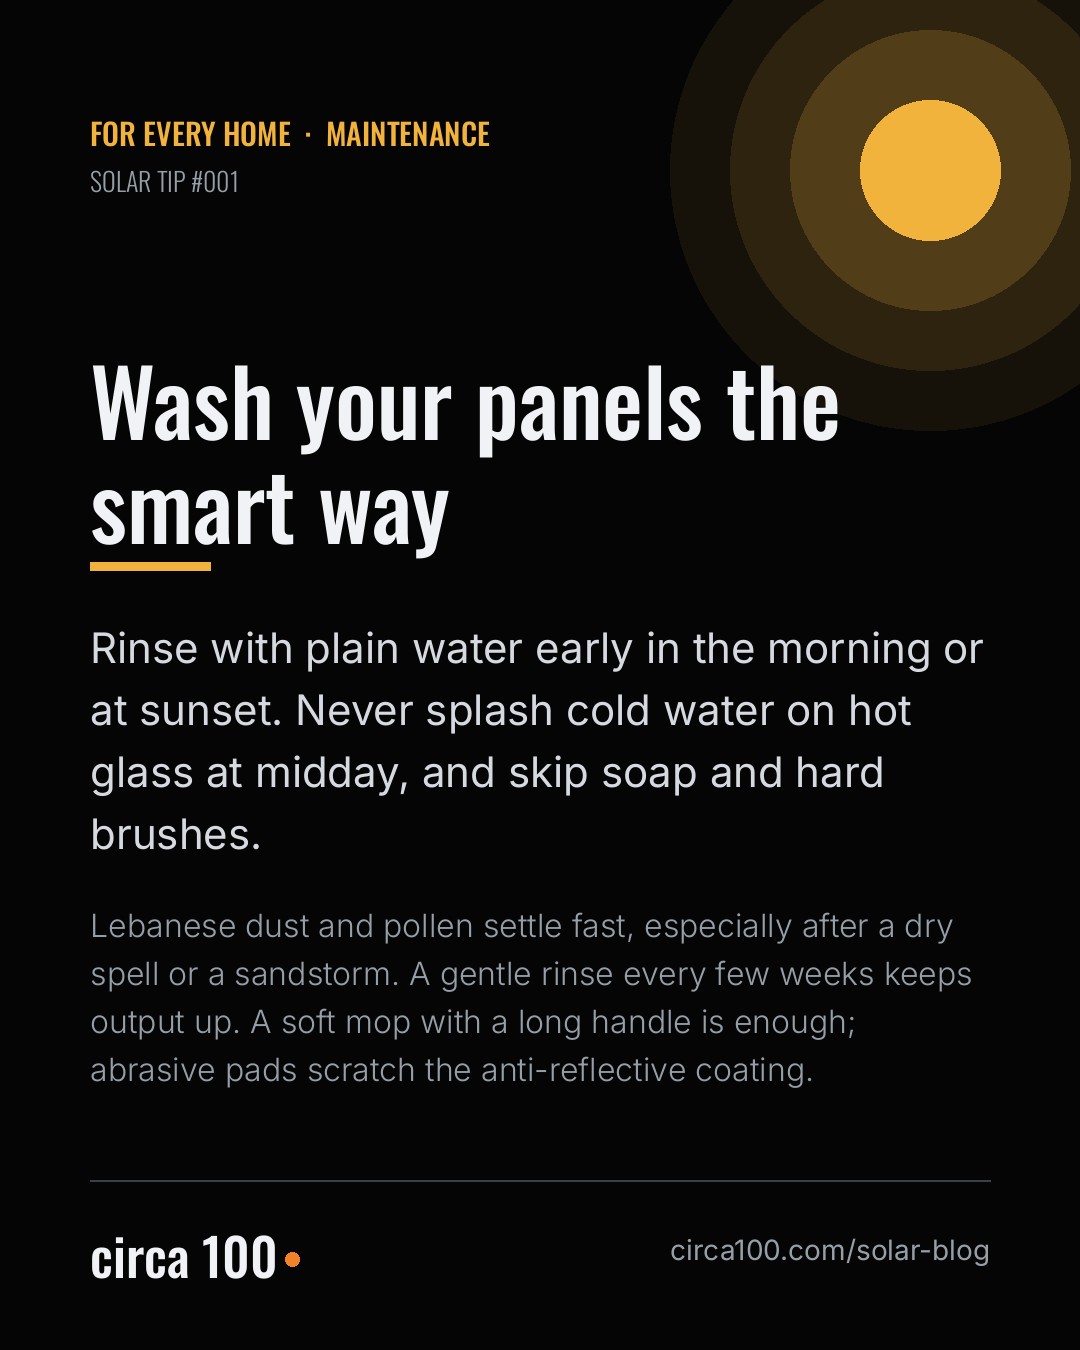 FOR EVERY HOME · MAINTENANCE
SOLAR TIP #001
Wash your panels the
smart way
Rinse with plain water early in the morning or
at sunset. Never splash cold water on hot
glass at midday, and skip soap and hard
brushes.
Lebanese dust and pollen settle fast, especially after a dry
spell or a sandstorm. A gentle rinse every few weeks keeps
output up. A soft mop with a long handle is enough;
abrasive pads scratch the anti-reflective coating.
circa 100
circa100.com/solar-blog